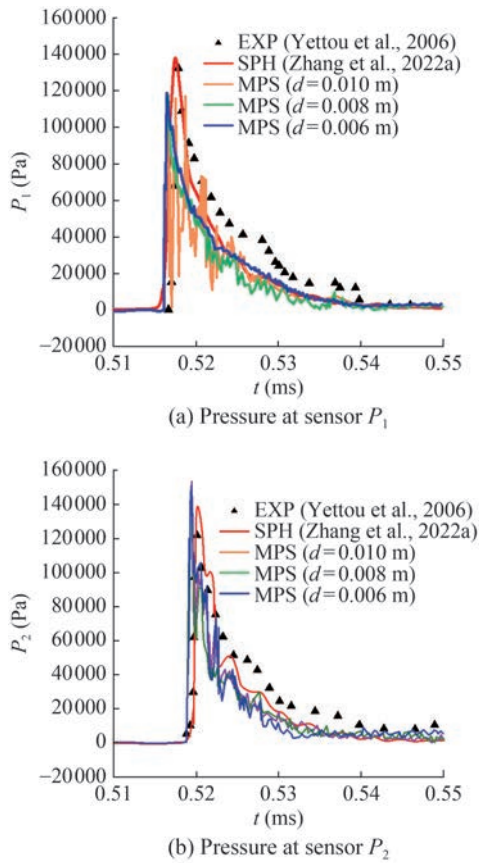 160000
140000
120000
100000
80000
60000
40000
20000
0
−20000
P₁ (Pa)
EXP (Yettou et al., 2006)
SPH (Zhang et al., 2022a)
MPS (d=0.010 m)
MPS (d=0.008 m)
MPS (d=0.006 m)
0.51 0.52 0.53 0.54 0.55
t (ms)
(a) Pressure at sensor P₁
160000
140000
120000
100000
80000
60000
40000
20000
0
−20000
P₂ (Pa)
EXP (Yettou et al., 2006)
SPH (Zhang et al., 2022a)
MPS (d=0.010 m)
MPS (d=0.008 m)
MPS (d=0.006 m)
0.51 0.52 0.53 0.54 0.55
t (ms)
(b) Pressure at sensor P₂